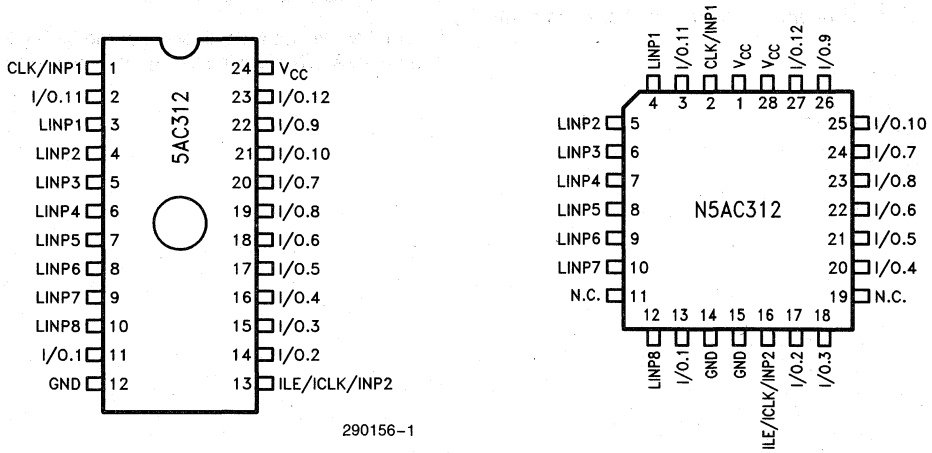 5AC312
CLK/INP1 1
I/O.11 2
LINP1 3
LINP2 4
LINP3 5
LINP4 6
LINP5 7
LINP6 8
LINP7 9
LINP8 10
I/O.1 11
GND 12
24 VCC
23 I/O.12
22 I/O.9
21 I/O.10
20 I/O.7
19 I/O.8
18 I/O.6
17 I/O.5
16 I/O.4
15 I/O.3
14 I/O.2
13 ILE/ICLK/INP2
290156-1
LINP1 I/O.11 CLK/INP1 VCC VCC I/O.12 I/O.9
4 3 2 1 28 27 26
LINP2 5
LINP3 6
LINP4 7
LINP5 8
LINP6 9
LINP7 10
N.C. 11
N5AC312
25 I/O.10
24 I/O.7
23 I/O.8
22 I/O.6
21 I/O.5
20 I/O.4
19 N.C.
12 13 14 15 16 17 18
LINP8 I/O.1 GND GND ILE/ICLK/INP2 I/O.2 I/O.3